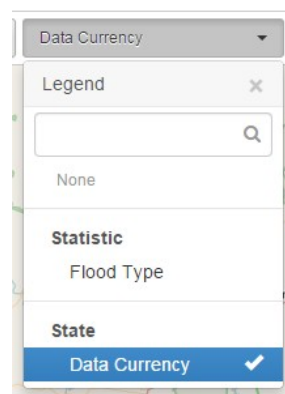 Data Currency
Legend
None
Statistic
Flood Type
State
Data Currency